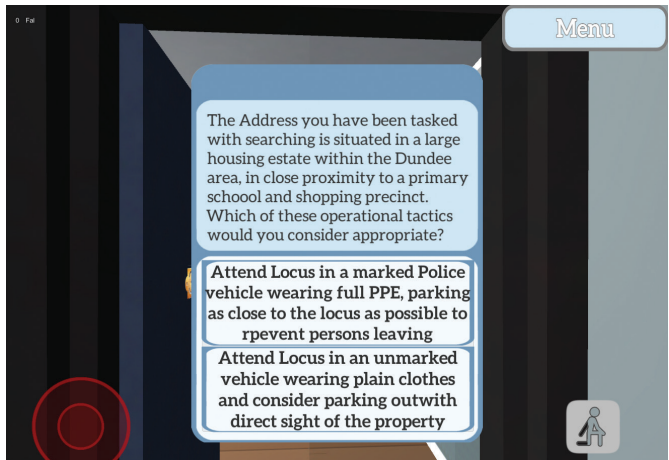 0 Fal
Menu
The Address you have been tasked
with searching is situated in a large
housing estate within the Dundee
area, in close proximity to a primary
schoool and shopping precinct.
Which of these operational tactics
would you consider appropriate?
Attend Locus in a marked Police
vehicle wearing full PPE, parking
as close to the locus as possible to
rpevent persons leaving
Attend Locus in an unmarked
vehicle wearing plain clothes
and consider parking outwith
direct sight of the property